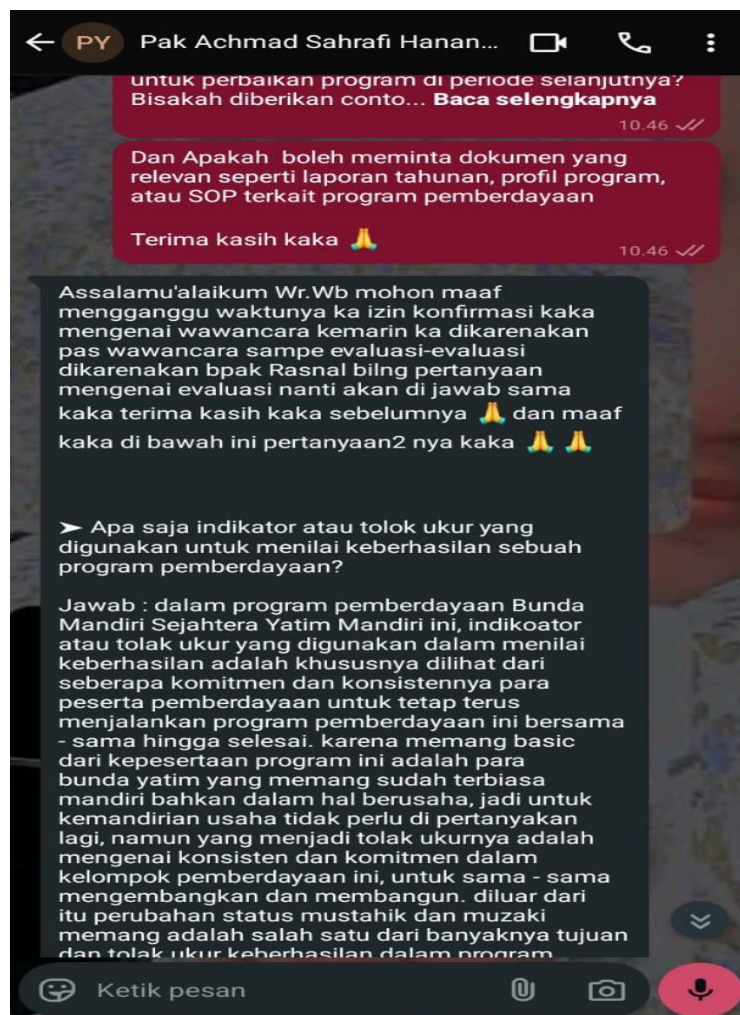 PY Pak Achmad Sahrafi Hanan...
untuk perbaikan program di periode selanjutnya?
Bisakah diberikan conto... Baca selengkapnya
10.46
Dan Apakah boleh meminta dokumen yang
relevan seperti laporan tahunan, profil program,
atau SOP terkait program pemberdayaan
Terima kasih kaka 🙏
10.46
Assalamu'alaikum Wr.Wb mohon maaf
mengganggu waktunya ka izin konfirmasi kaka
mengenai wawancara kemarin ka dikarenakan
pas wawancara sampe evaluasi-evaluasi
dikarenakan bpak Rasnal bilng pertanyaan
mengenai evaluasi nanti akan di jawab sama
kaka terima kasih kaka sebelumnya 🙏 dan maaf
kaka di bawah ini pertanyaan2 nya kaka 🙏 🙏
➤ Apa saja indikator atau tolok ukur yang
digunakan untuk menilai keberhasilan sebuah
program pemberdayaan?
Jawab : dalam program pemberdayaan Bunda
Mandiri Sejahtera Yatim Mandiri ini, indikoator
atau tolak ukur yang digunakan dalam menilai
keberhasilan adalah khususnya dilihat dari
seberapa komitmen dan konsistennya para
peserta pemberdayaan untuk tetap terus
menjalankan program pemberdayaan ini bersama
- sama hingga selesai. karena memang basic
dari kepesertaan program ini adalah para
bunda yatim yang memang sudah terbiasa
mandiri bahkan dalam hal berusaha, jadi untuk
kemandirian usaha tidak perlu di pertanyakan
lagi, namun yang menjadi tolak ukurnya adalah
mengenai konsisten dan komitmen dalam
kelompok pemberdayaan ini, untuk sama - sama
mengembangkan dan membangun. diluar dari
itu perubahan status mustahik dan muzaki
memang adalah salah satu dari banyaknya tujuan
dan tolak ukur keberhasilan dalam program
Ketik pesan